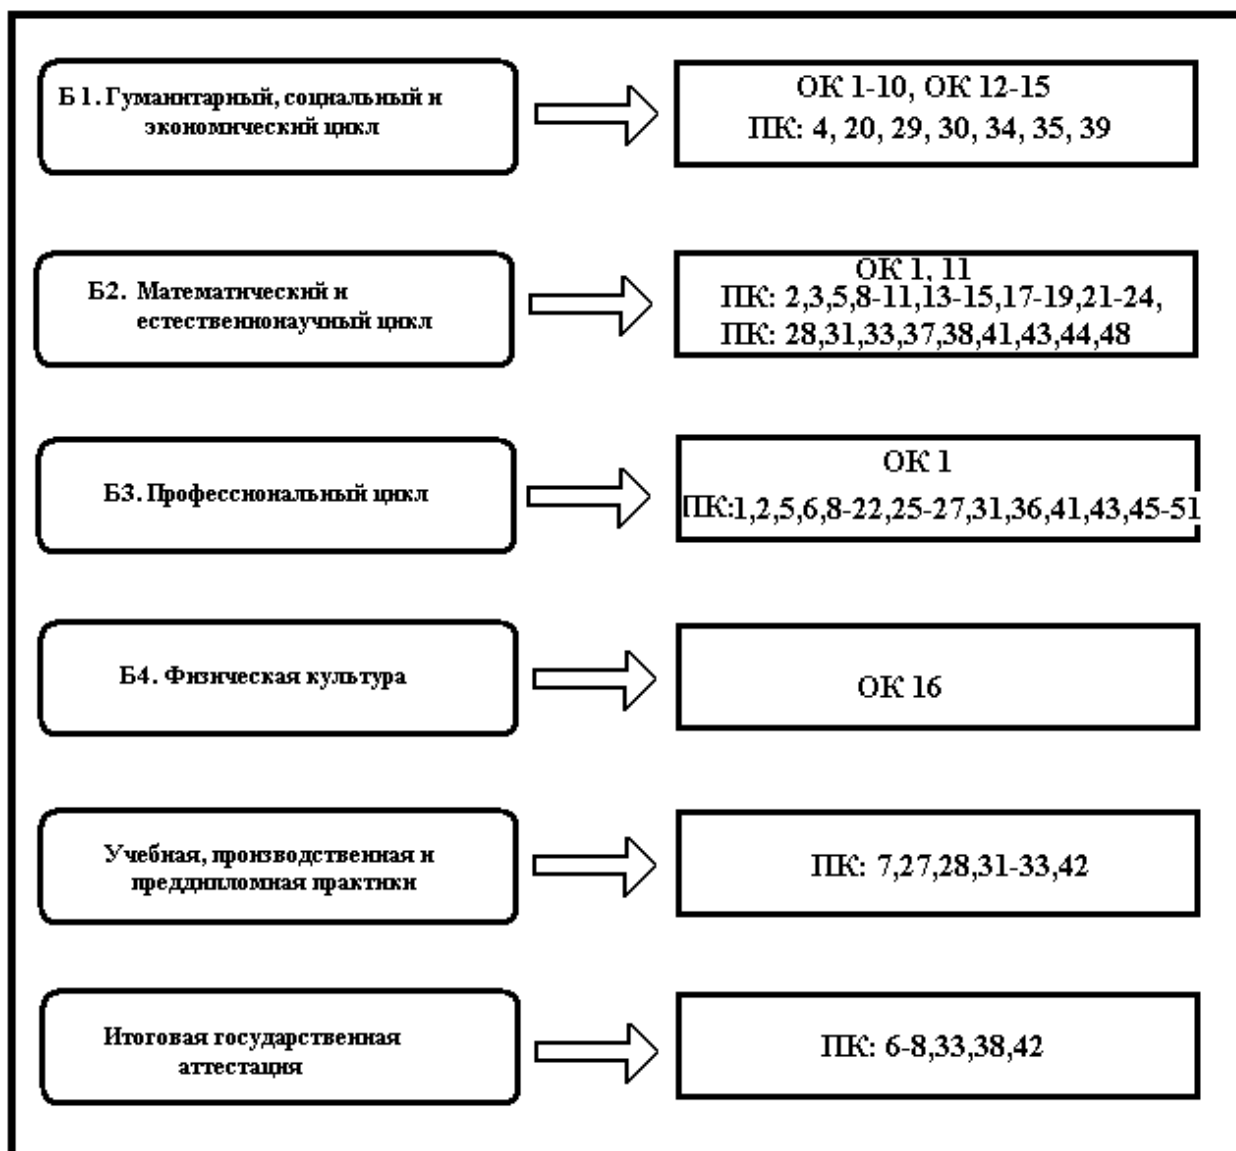 Б 1. Гуманитарный, социальный и
экономический цикл
ОК 1-10, ОК 12-15
ПК: 4, 20, 29, 30, 34, 35, 39
Б2. Математический и
естественнонаучный цикл
ОК 1, 11
ПК: 2,3,5,8-11,13-15,17-19,21-24,
ПК: 28,31,33,37,38,41,43,44,48
Б3. Профессиональный цикл
ОК 1
ПК:1,2,5,6,8-22,25-27,31,36,41,43,45-51
Б4. Физическая культура
ОК 16
Учебная, производственная и
преддипломная практики
ПК: 7,27,28,31-33,42
Итоговая государственная
аттестация
ПК: 6-8,33,38,42